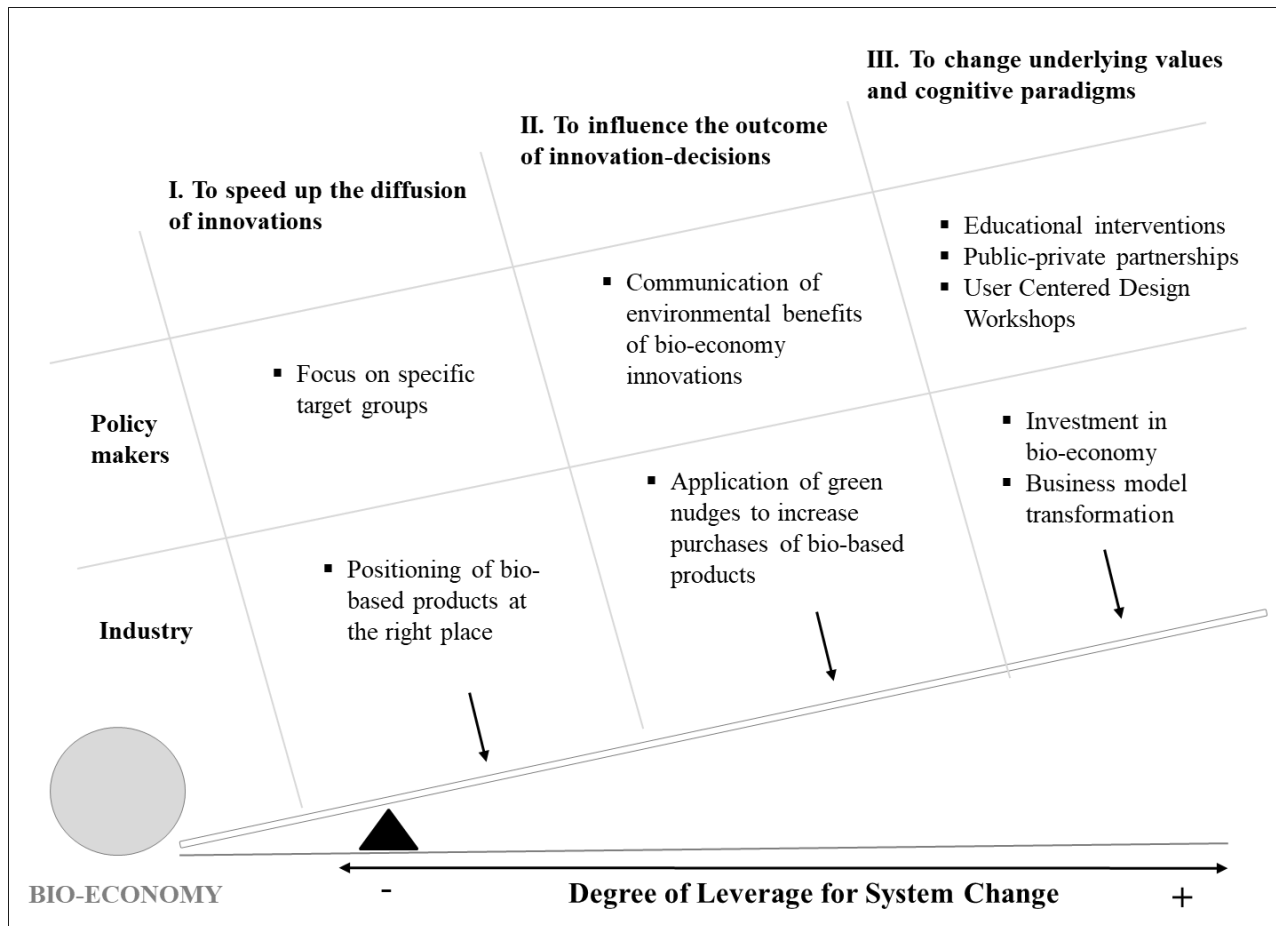 III. To change underlying values
and cognitive paradigms
II. To influence the outcome
of innovation-decisions
I. To speed up the diffusion
of innovations
Policy
makers
▪ Focus on specific
target groups
▪ Communication of
environmental benefits
of bio-economy
innovations
▪ Educational interventions
▪ Public-private partnerships
▪ User Centered Design
Workshops
Industry
▪ Positioning of bio-
based products at
the right place
▪ Application of green
nudges to increase
purchases of bio-based
products
▪ Investment in
bio-economy
▪ Business model
transformation
BIO-ECONOMY
- Degree of Leverage for System Change +